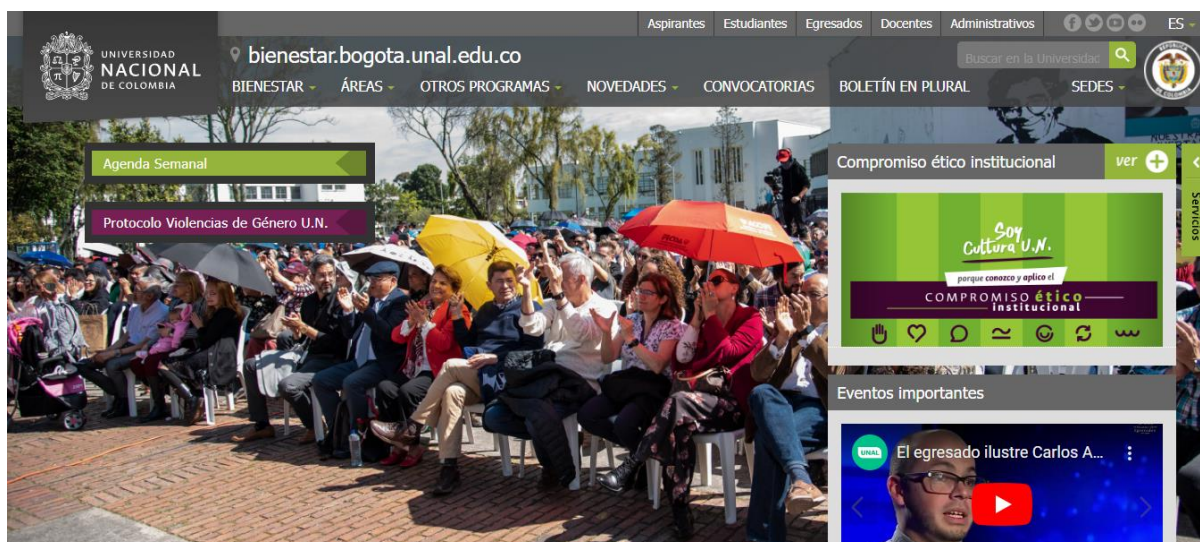 Aspirantes Estudiantes Egresados Docentes Administrativos ES
UNIVERSIDAD
NACIONAL
DE COLOMBIA
bienestar.bogota.unal.edu.co
Buscar en la Universidad
BIENESTAR ÁREAS OTROS PROGRAMAS NOVEDADES CONVOCATORIAS BOLETÍN EN PLURAL SEDES
Agenda Semanal
Protocolo Violencias de Género U.N.
Compromiso ético institucional ver
Servicios
Soy
Cultura U.N.
porque conozco y aplico el
COMPROMISO ético
institucional
Eventos importantes
UNAL El egresado ilustre Carlos A...